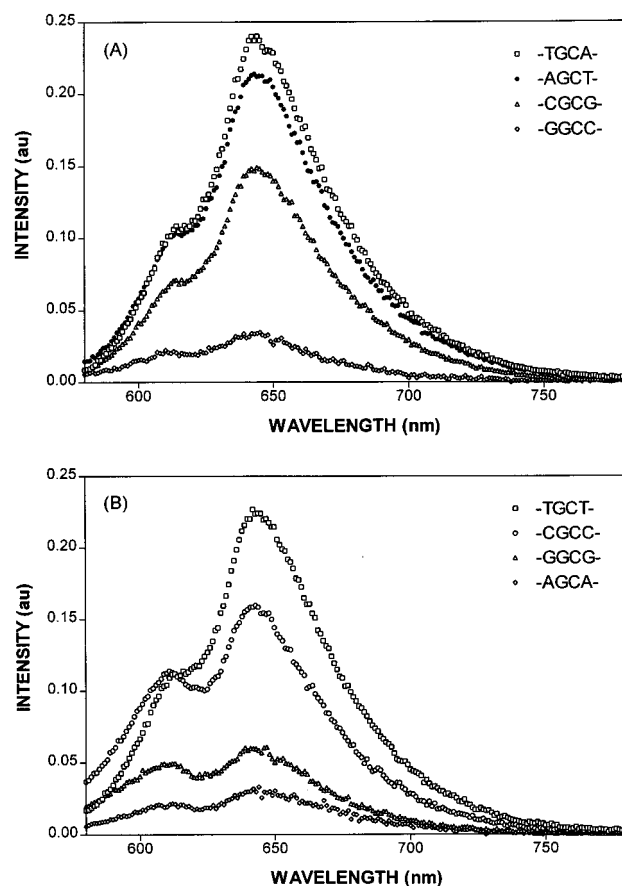 (A)
-TGCA-
-AGCT-
-CGCG-
-GGCC-
INTENSITY (au)
0.25
0.20
0.15
0.10
0.05
0.00
600
650
700
750
WAVELENGTH (nm)
(B)
-TGCT-
-CGCC-
-GGCG-
-AGCA-
INTENSITY (au)
0.25
0.20
0.15
0.10
0.05
0.00
600
650
700
750
WAVELENGTH (nm)